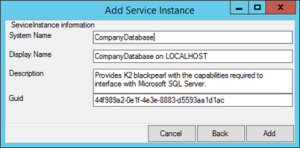 Add Service Instance
ServiceInstance information
System Name
CompanyDatabase
Display Name
CompanyDatabase on LOCALHOST
Description
Provides K2 blackpearl with the capabilities required to
interface with Microsoft SQL Server.
Guid
44f989a2-0e1f-4e3e-8883-d5593aa1d1ac
Cancel
Back
Add